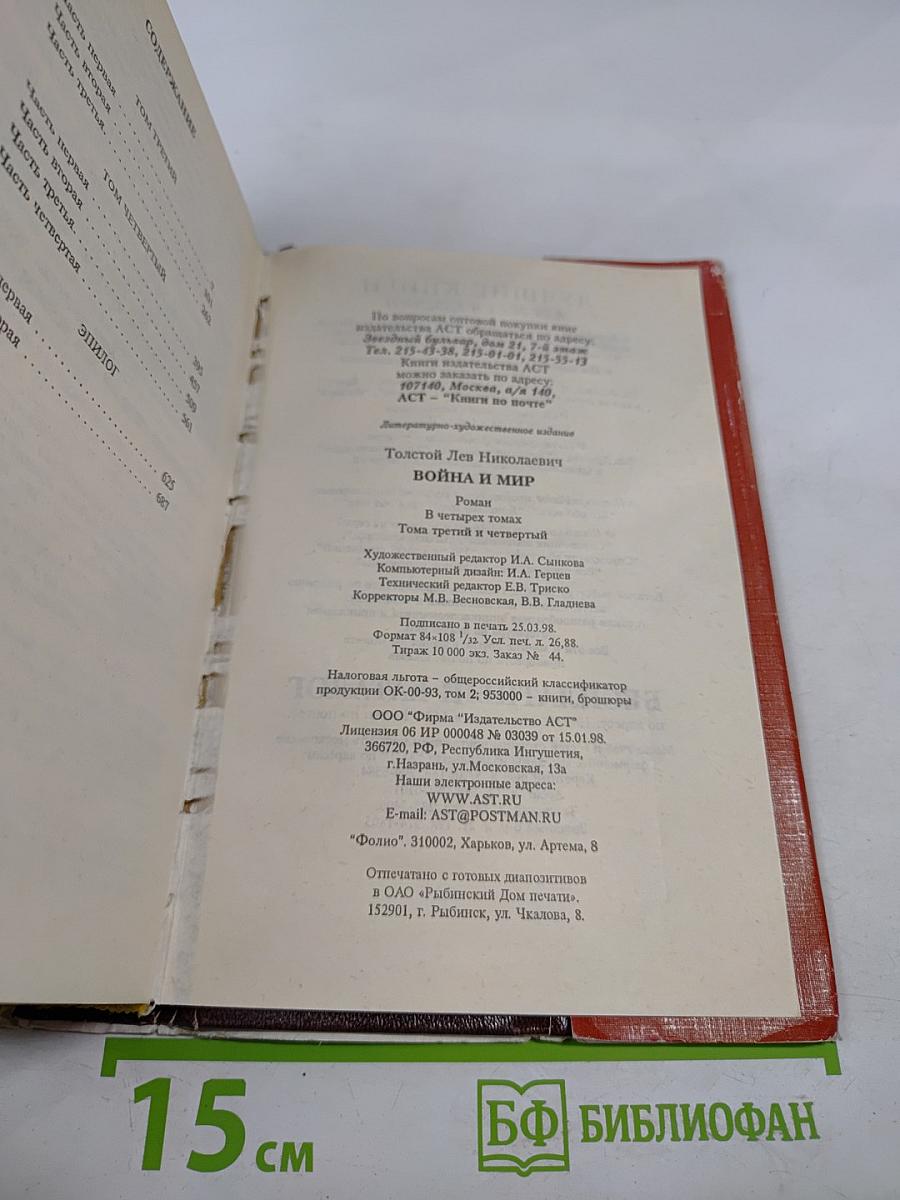 СОДЕРЖАНИЕ
ТОМ ТРЕТИЙ
Часть первая
Часть вторая
Часть третья
262
ТОМ ЧЕТВЕРТЫЙ
Часть первая
Часть вторая
Часть третья
Часть четвертая
395
457
509
561
ЭПИЛОГ
первая
625
687
По вопросам оптовой покупки книг
издательства АСТ обращаться по адресу:
Звездный бульвар, дом 21, 7-й этаж
Тел. 215-43-38, 215-01-01, 215-55-13
Книги издательства АСТ
можно заказать по адресу:
107140, Москва, а/я 140,
АСТ – "Книги по почте"
Литературно-художественное издание
Толстой Лев Николаевич
ВОЙНА И МИР
Роман
В четырех томах
Тома третий и четвертый
Художественный редактор И.А. Сынкова
Компьютерный дизайн: И.А. Герцев
Технический редактор Е.В. Триско
Корректоры М.В. Весновская, В.В. Гладнева
Подписано в печать 25.03.98.
Формат 84×108 1/32 Усл. печ. л. 26,88.
Тираж 10 000 экз. Заказ № 44.
Налоговая льгота – общероссийский классификатор
продукции ОК-00-93, том 2; 953000 – книги, брошюры
ООО "Фирма "Издательство АСТ"
Лицензия 06 ИР 000048 № 03039 от 15.01.98.
366720, РФ, Республика Ингушетия,
г.Назрань, ул.Московская, 13а
Наши электронные адреса:
WWW.AST.RU
E-mail: AST@POSTMAN.RU
"Фолио". 310002, Харьков, ул. Артема, 8
Отпечатано с готовых диапозитивов
в ОАО «Рыбинский Дом печати».
152901, г. Рыбинск, ул. Чкалова, 8.
15 см
БФ БИБЛИОФАН